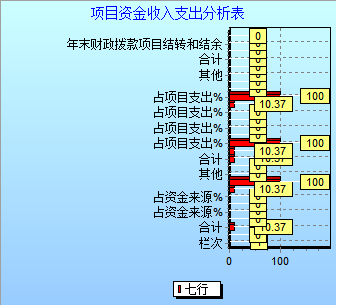 项目资金收入支出分析表
年末财政拨款项目结转和结余
0
合计
其他
0
占项目支出%
100
10.37
占项目支出%
占项目支出%
占项目支出%
100
10.37
合计
其他
100
10.37
占资金来源%
占资金来源%
合计
10.37
栏次
0
100
七行